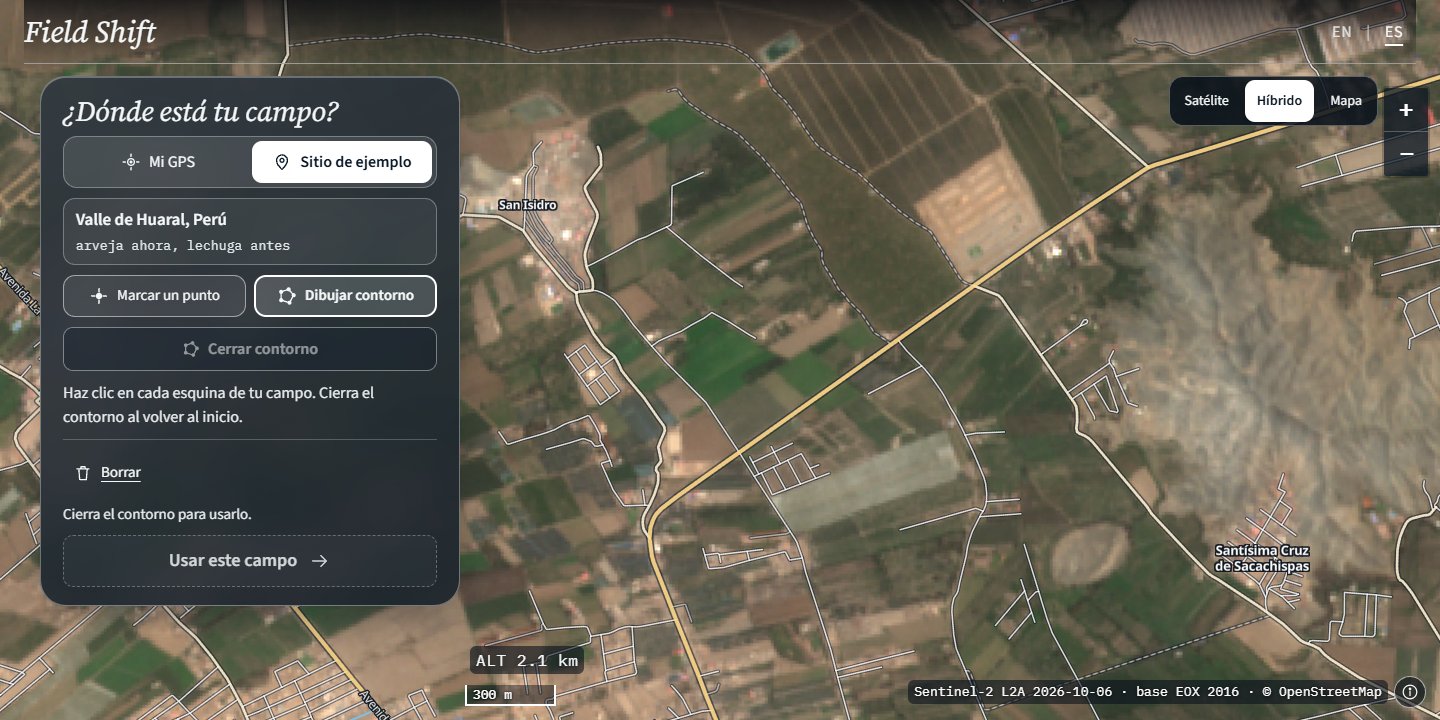 Field Shift
EN | ES
¿Dónde está tu campo?
Mi GPS
Sitio de ejemplo
Valle de Huaral, Perú
arveja ahora, lechuga antes
Marcar un punto
Dibujar contorno
Cerrar contorno
Haz clic en cada esquina de tu campo. Cierra el
contorno al volver al inicio.
Borrar
Cierra el contorno para usarlo.
Usar este campo
Satélite
Híbrido
Mapa
+
−
San Isidro
Avenida La
Santísima Cruz
de Sacachispas
ALT 2.1 km
300 m
Sentinel-2 L2A 2026-10-06 · base EOX 2016 · © OpenStreetMap